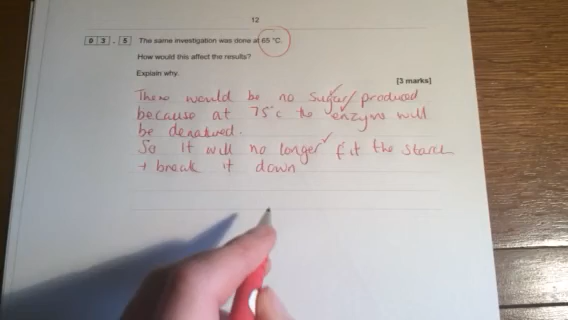 12
03.5 The same investigation was done at 65 °C.
How would this affect the results?
Explain why.
[3 marks]
There would be no sugar produced
because at 75°c the enzyme will
be denatured.
So it will no longer fit the starch
+ break it down